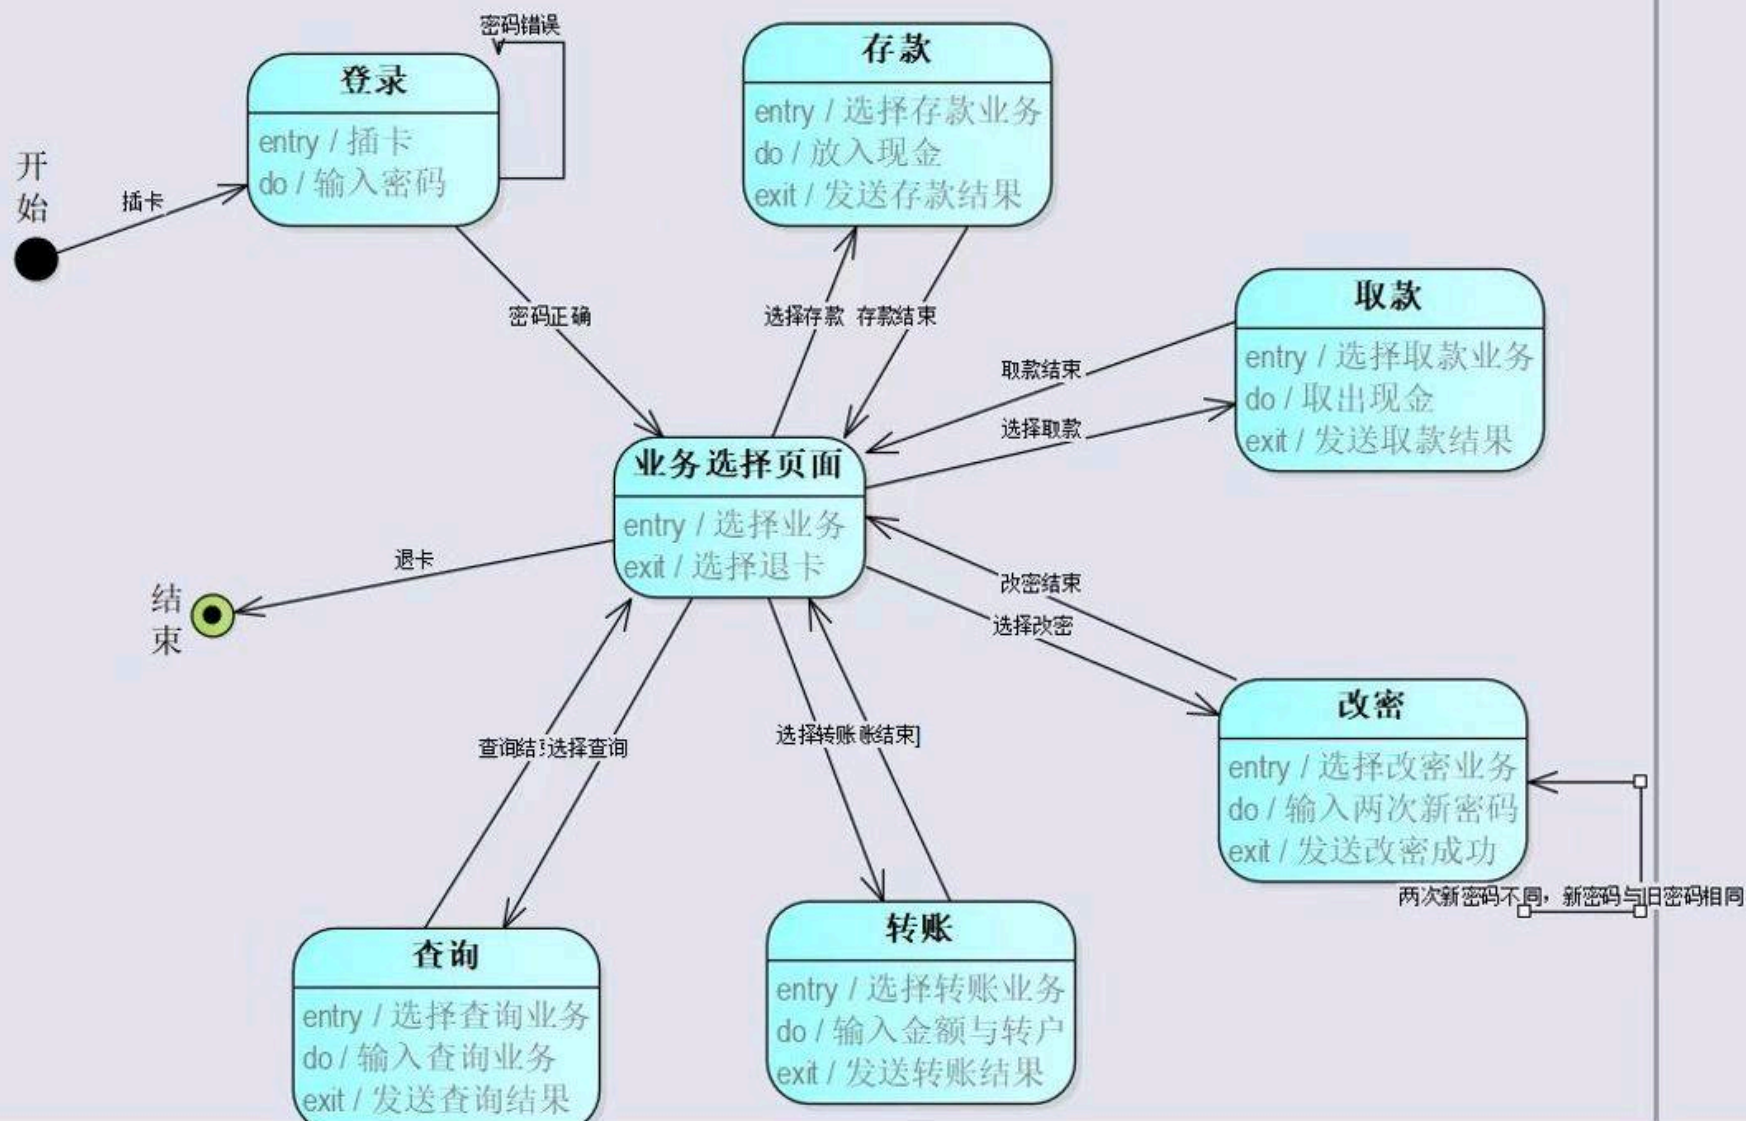 密码错误
登录
entry / 插卡
do / 输入密码
存款
entry / 选择存款业务
do / 放入现金
exit / 发送存款结果
开
始
插卡
密码正确
选择存款
存款结束
取款
entry / 选择取款业务
do / 取出现金
exit / 发送取款结果
取款结束
选择取款
业务选择页面
entry / 选择业务
exit / 选择退卡
退卡
结
束
改密结束
选择改密
改密
entry / 选择改密业务
do / 输入两次新密码
exit / 发送改密成功
两次新密码不同，新密码与旧密码相同
查询结
选择查询
选择转账
账结束]
查询
entry / 选择查询业务
do / 输入查询业务
exit / 发送查询结果
转账
entry / 选择转账业务
do / 输入金额与转户
exit / 发送转账结果